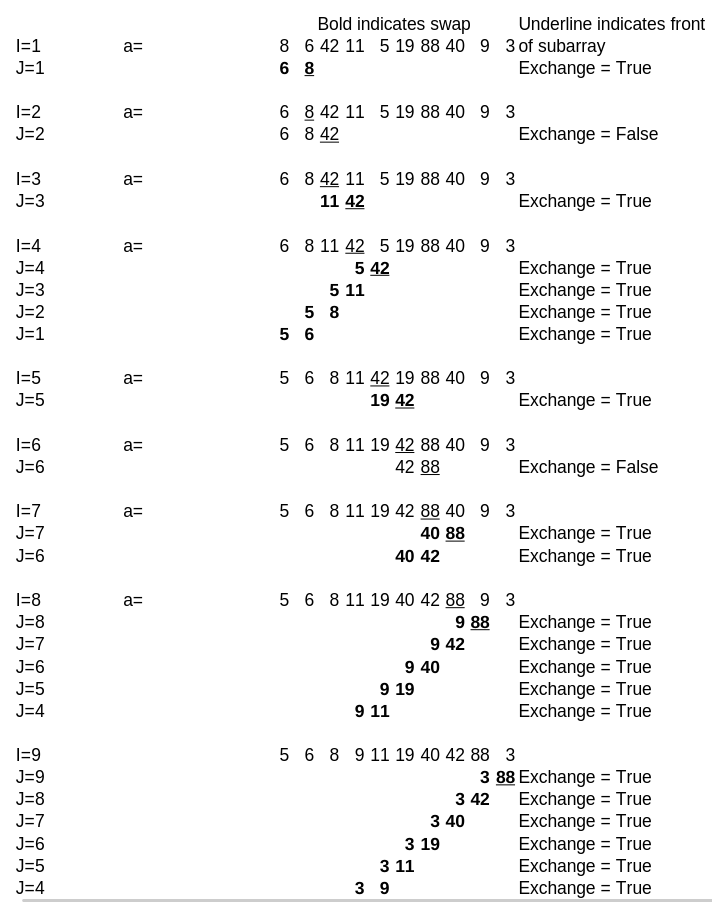 Bold indicates swap Underline indicates front
I=1 a= 8 6 42 11 5 19 88 40 9 3 of subarray
J=1 6 8 Exchange = True
I=2 a= 6 8 42 11 5 19 88 40 9 3
J=2 6 8 42 Exchange = False
I=3 a= 6 8 42 11 5 19 88 40 9 3
J=3 11 42 Exchange = True
I=4 a= 6 8 11 42 5 19 88 40 9 3
J=4 5 42 Exchange = True
J=3 5 11 Exchange = True
J=2 5 8 Exchange = True
J=1 5 6 Exchange = True
I=5 a= 5 6 8 11 42 19 88 40 9 3
J=5 19 42 Exchange = True
I=6 a= 5 6 8 11 19 42 88 40 9 3
J=6 42 88 Exchange = False
I=7 a= 5 6 8 11 19 42 88 40 9 3
J=7 40 88 Exchange = True
J=6 40 42 Exchange = True
I=8 a= 5 6 8 11 19 40 42 88 9 3
J=8 9 88 Exchange = True
J=7 9 42 Exchange = True
J=6 9 40 Exchange = True
J=5 9 19 Exchange = True
J=4 9 11 Exchange = True
I=9 5 6 8 9 11 19 40 42 88 3
J=9 3 88 Exchange = True
J=8 3 42 Exchange = True
J=7 3 40 Exchange = True
J=6 3 19 Exchange = True
J=5 3 11 Exchange = True
J=4 3 9 Exchange = True